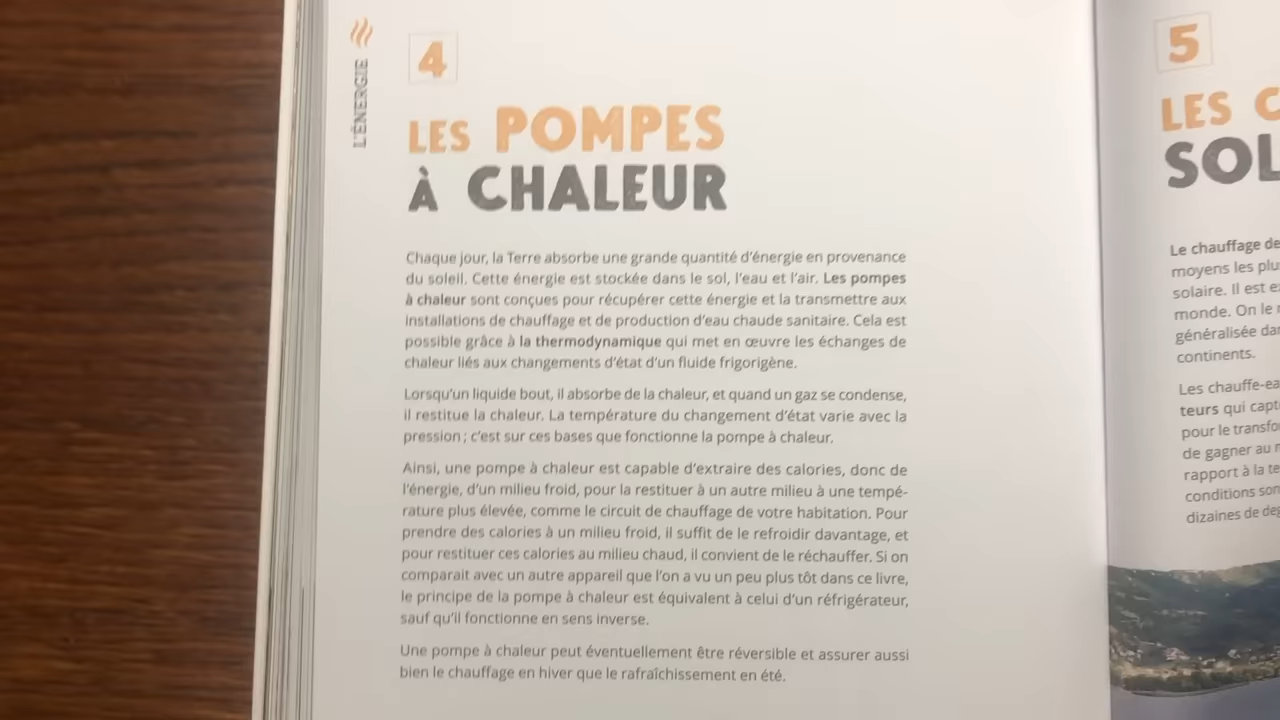 L'ÉNERGIE
4
LES POMPES
À CHALEUR
Chaque jour, la Terre absorbe une grande quantité d'énergie en provenance
du soleil. Cette énergie est stockée dans le sol, l'eau et l'air. Les pompes
à chaleur sont conçues pour récupérer cette énergie et la transmettre aux
installations de chauffage et de production d'eau chaude sanitaire. Cela est
possible grâce à la thermodynamique qui met en œuvre les échanges de
chaleur liés aux changements d'état d'un fluide frigorigène.
Lorsqu'un liquide bout, il absorbe de la chaleur, et quand un gaz se condense,
il restitue la chaleur. La température du changement d'état varie avec la
pression ; c'est sur ces bases que fonctionne la pompe à chaleur.
Ainsi, une pompe à chaleur est capable d'extraire des calories, donc de
l'énergie, d'un milieu froid, pour la restituer à un autre milieu à une tempé-
rature plus élevée, comme le circuit de chauffage de votre habitation. Pour
prendre des calories à un milieu froid, il suffit de le refroidir davantage, et
pour restituer ces calories au milieu chaud, il convient de le réchauffer. Si on
comparait avec un autre appareil que l'on a vu un peu plus tôt dans ce livre,
le principe de la pompe à chaleur est équivalent à celui d'un réfrigérateur,
sauf qu'il fonctionne en sens inverse.
Une pompe à chaleur peut éventuellement être réversible et assurer aussi
bien le chauffage en hiver que le rafraîchissement en été.
5
LES
Le chauffage
moyens les
solaire. Il est
monde. On le
généralisée
continents.
Les
teurs qui
pour le
de gagner au
rapport à la
conditions
dizaines de